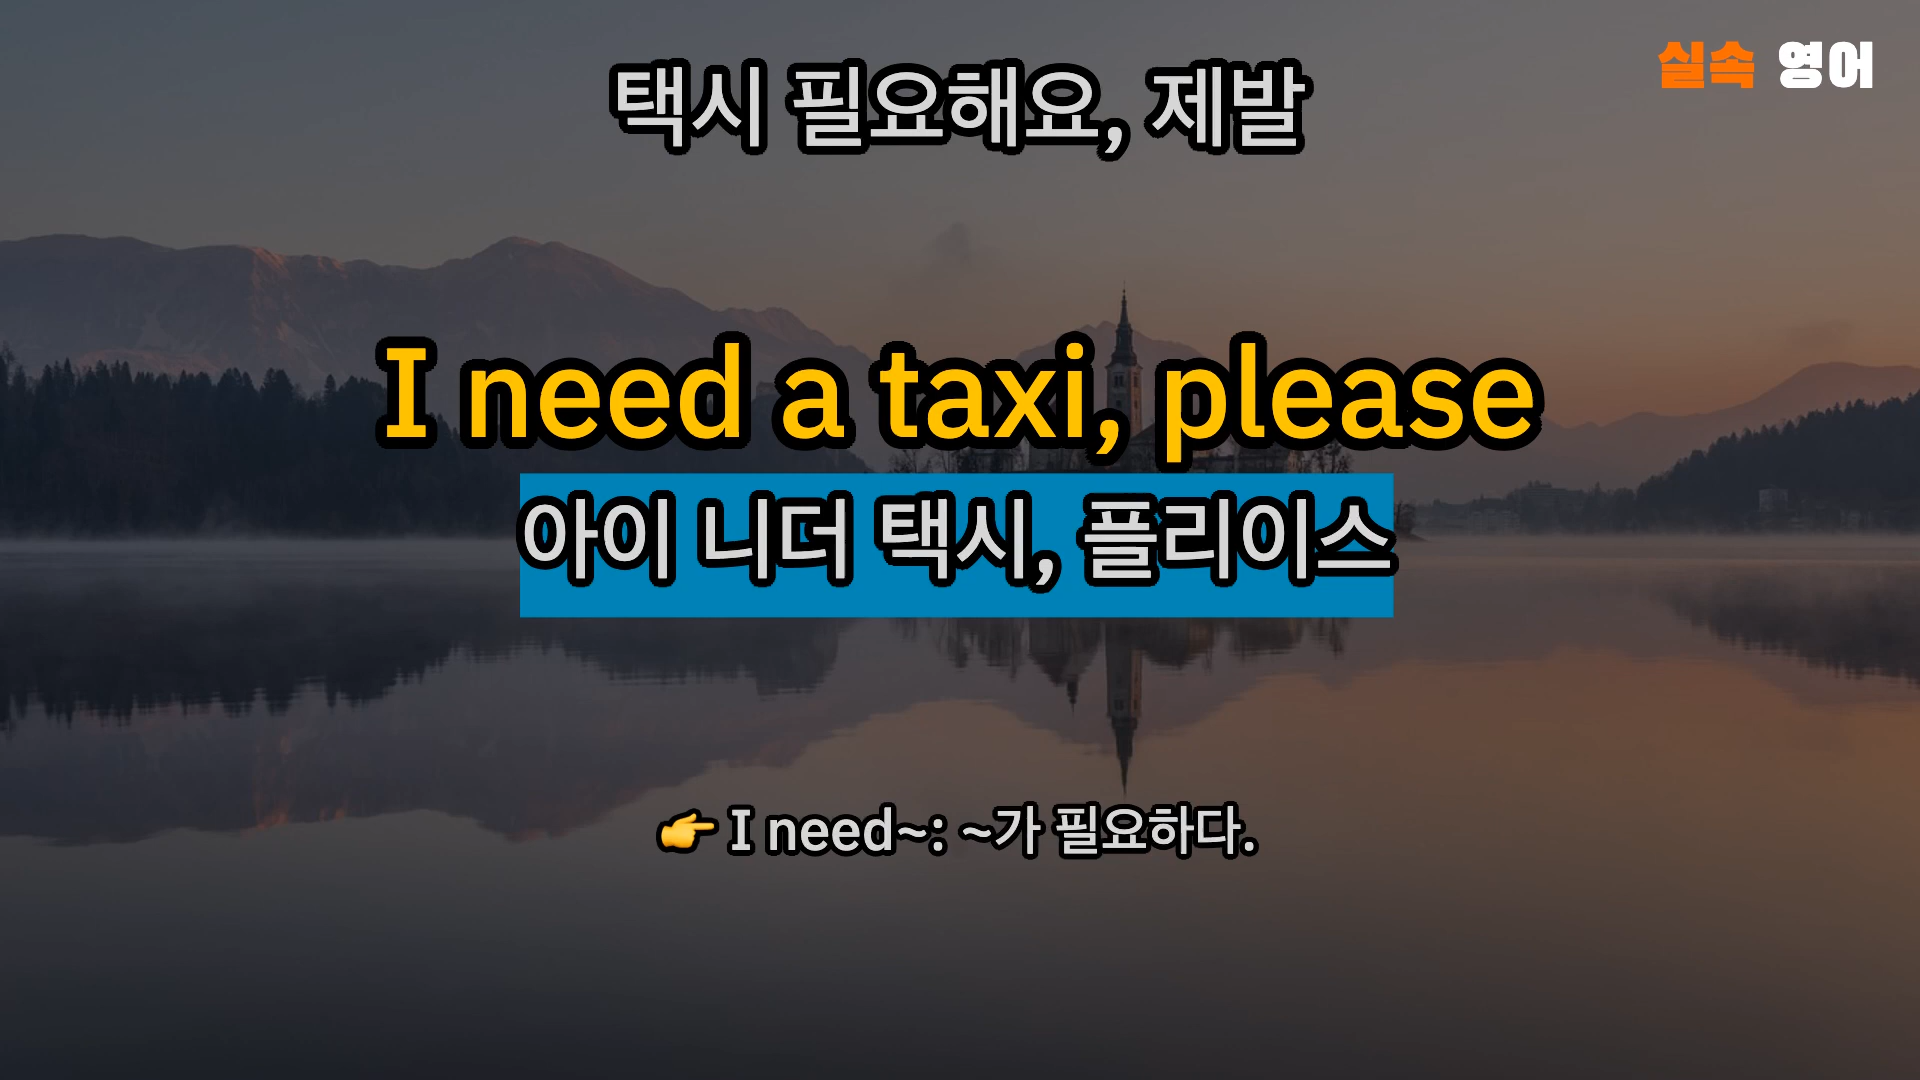 택시 필요해요, 제발
실속 영어
I need a taxi, please
아이 니더 택시, 플리이스
👉 I need~: ~가 필요하다.